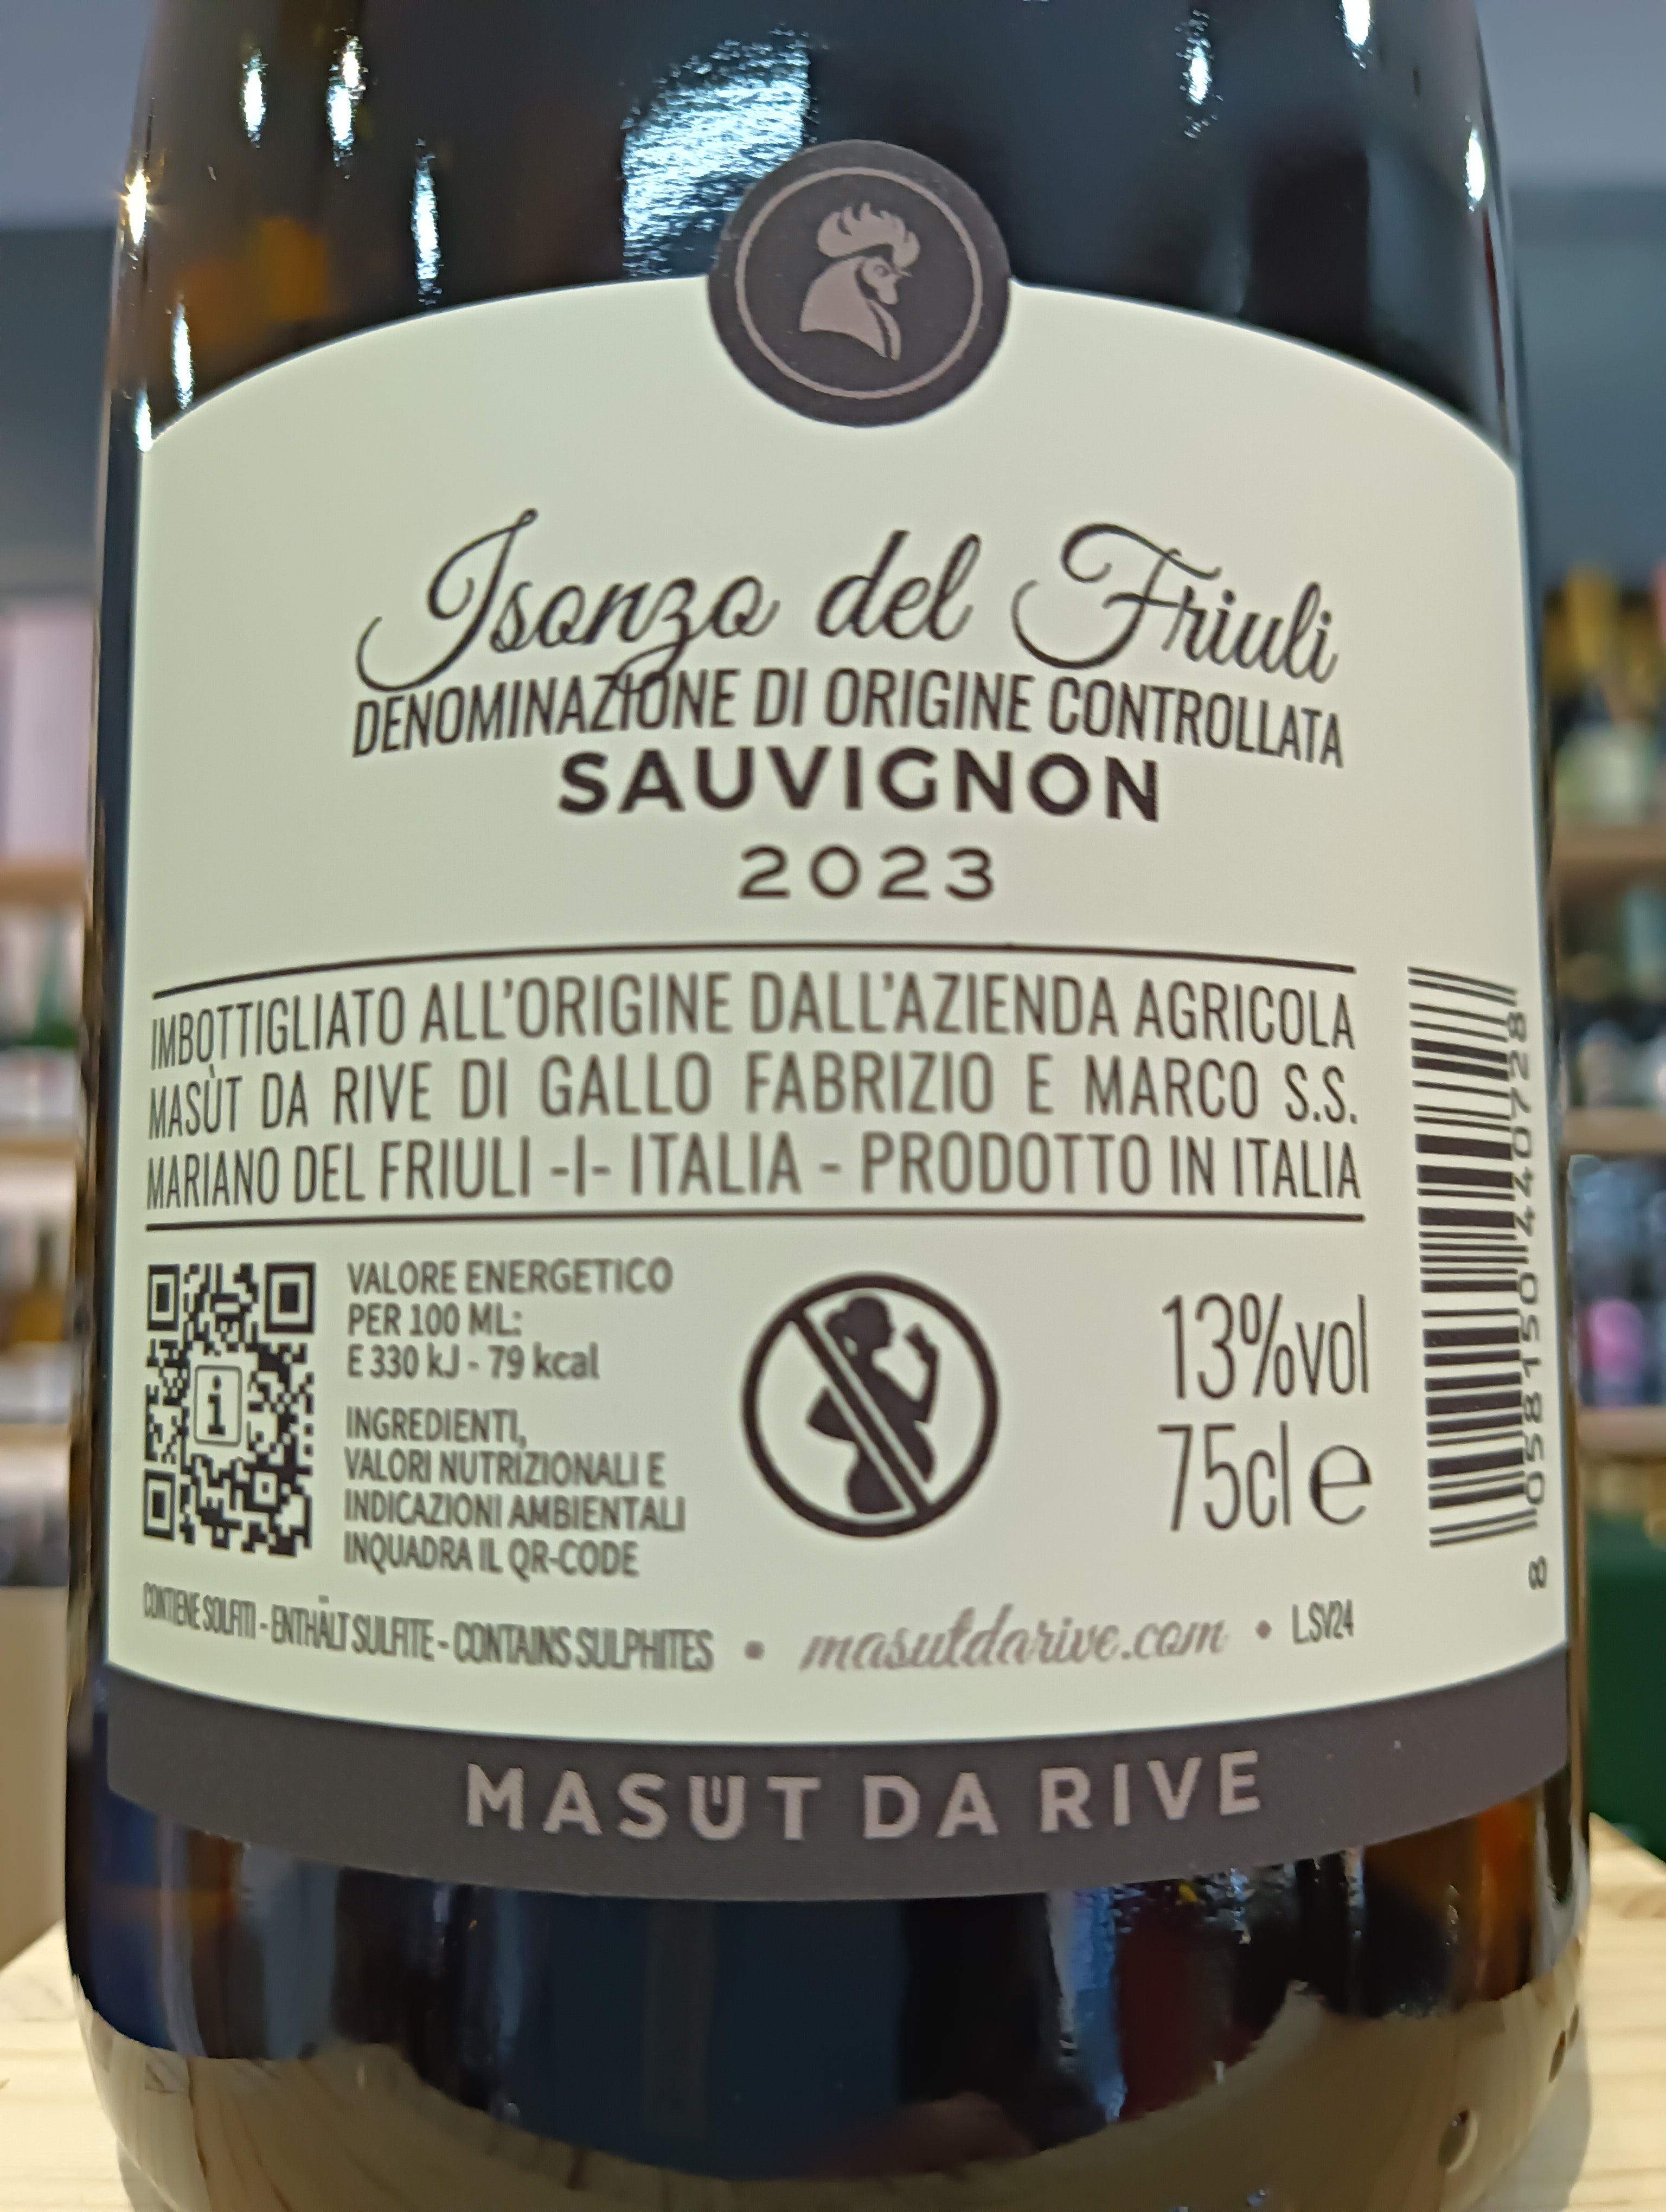 Isonzo del Friuli
DENOMINAZIONE DI ORIGINE CONTROLLATA
SAUVIGNON
2023
IMBOTTIGLIATO ALL'ORIGINE DALL'AZIENDA AGRICOLA
MASÙT DA RIVE DI GALLO FABRIZIO E MARCO S.S.
MARIANO DEL FRIULI -I- ITALIA - PRODOTTO IN ITALIA
VALORE ENERGETICO
PER 100 ML:
E 330 kJ - 79 kcal
INGREDIENTI,
VALORI NUTRIZIONALI E
INDICAZIONI AMBIENTALI
INQUADRA IL QR-CODE
i
13%vol
75cl e
8 058150 440728
CONTIENE SOLFITI - ENTHÄLT SULFITE - CONTAINS SULPHITES • masutdarive.com • LSV24
MASÙT DA RIVE